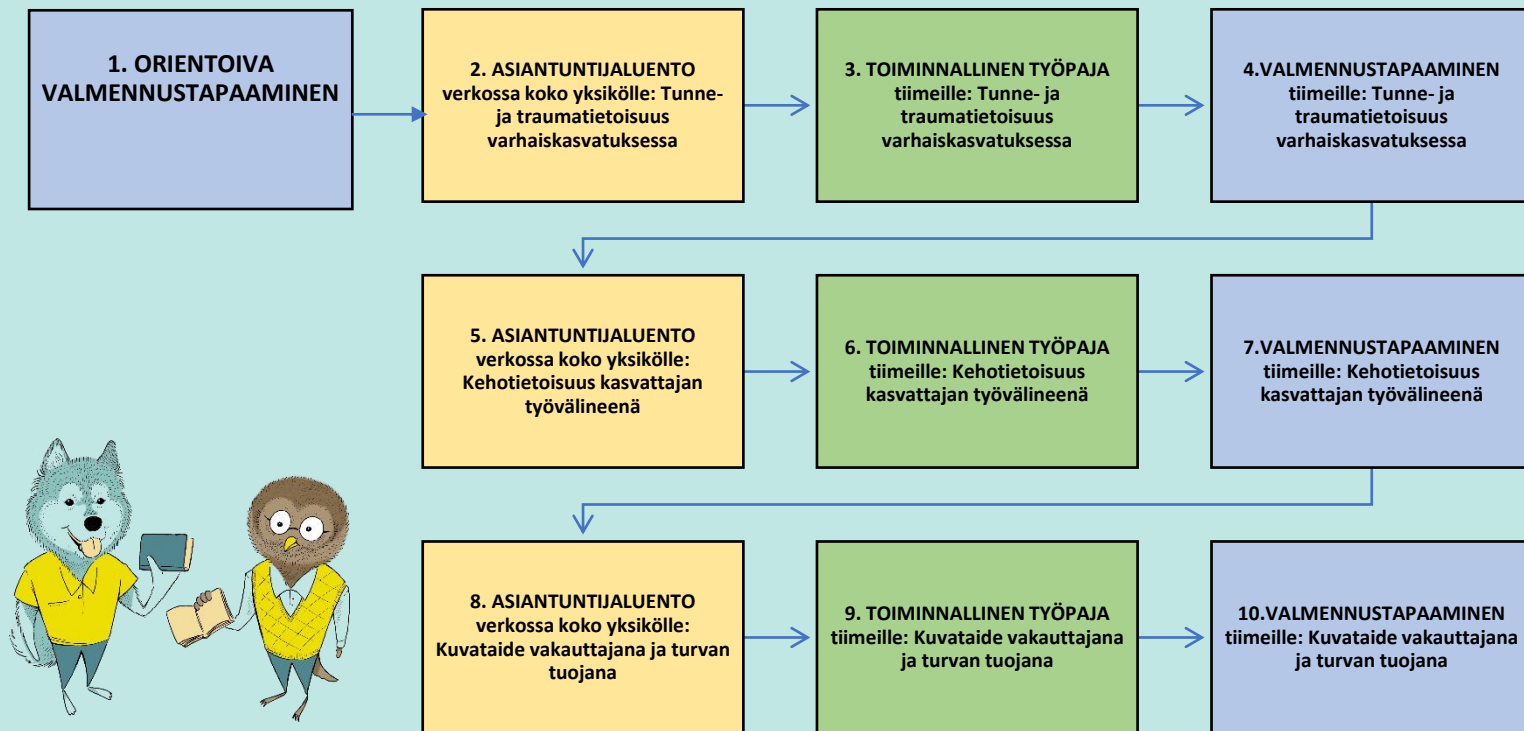 1. ORIENTOIVA
VALMENNUSTAPAAMINEN
2. ASIANTUNTIJALUENTO
verkossa koko yksikölle: Tunne-
ja traumatietoisuus
varhaiskasvatuksessa
3. TOIMINNALLINEN TYÖPAJA
tiimeille: Tunne- ja
traumatietoisuus
varhaiskasvatuksessa
4.VALMENNUSTAPAAMINEN
tiimeille: Tunne- ja
traumatietoisuus
varhaiskasvatuksessa
5. ASIANTUNTIJALUENTO
verkossa koko yksikölle:
Kehotietoisuus kasvattajan
työvälineenä
6. TOIMINNALLINEN TYÖPAJA
tiimeille: Kehotietoisuus
kasvattajan työvälineenä
7.VALMENNUSTAPAAMINEN
tiimeille: Kehotietoisuus
kasvattajan työvälineenä
8. ASIANTUNTIJALUENTO
verkossa koko yksikölle:
Kuvataide vakauttajana ja turvan
tuojana
9. TOIMINNALLINEN TYÖPAJA
tiimeille: Kuvataide vakauttajana
ja turvan tuojana
10.VALMENNUSTAPAAMINEN
tiimeille: Kuvataide vakauttajana
ja turvan tuojana